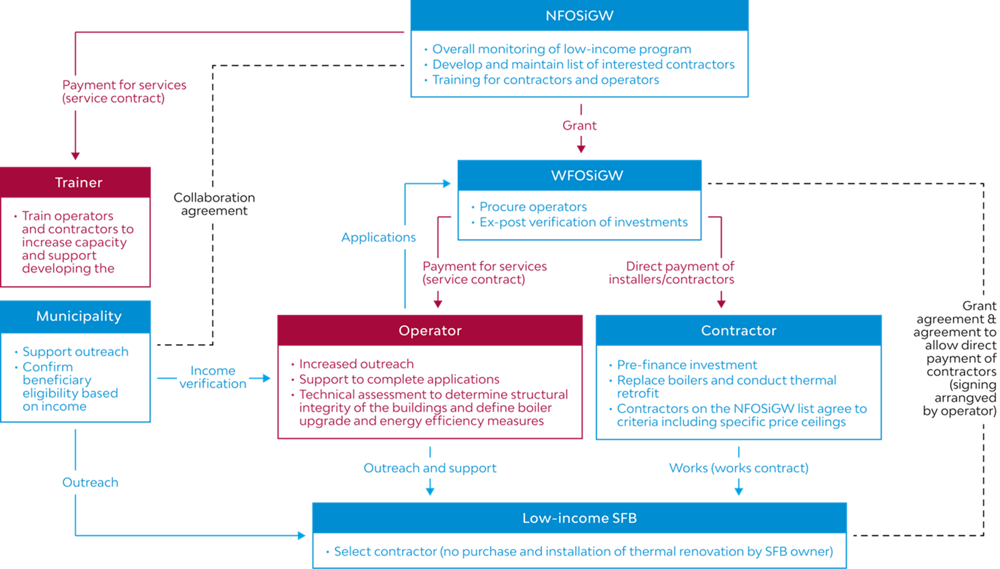 NFOSiGW
• Overall monitoring of low-income program
• Develop and maintain list of interested contractors
• Training for contractors and operators
Payment for services
(service contract)
Grant
Trainer
• Train operators
and contractors to
increase capacity
and support
developing the
Collaboration
agreement
WFOSiGW
• Procure operators
• Ex-post verification of investments
Applications
Payment for services
(service contract)
Direct payment of
installers/contractors
Municipality
• Support outreach
• Confirm
beneficiary
eligibility based
on income
Income
verification
Operator
• Increased outreach
• Support to complete applications
• Technical assessment to determine structural
integrity of the buildings and define boiler
upgrade and energy efficiency measures
Contractor
• Pre-finance investment
• Replace boilers and conduct thermal
retrofit
• Contractors on the NFOSiGW list agree to
criteria including specific price ceilings
Grant
agreement &
agreement to
allow direct
payment of
contractors
(signing
arrangved
by operator)
Outreach
Outreach and support
Works (works contract)
Low-income SFB
• Select contractor (no purchase and installation of thermal renovation by SFB owner)